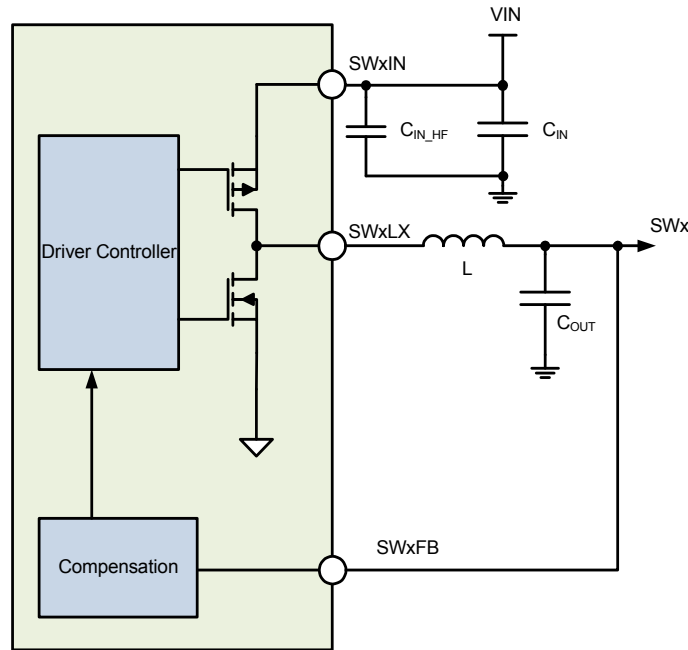 VIN
SWxIN
C_IN_HF
C_IN
Driver Controller
SWxLX
SWx
L
C_OUT
SWxFB
Compensation